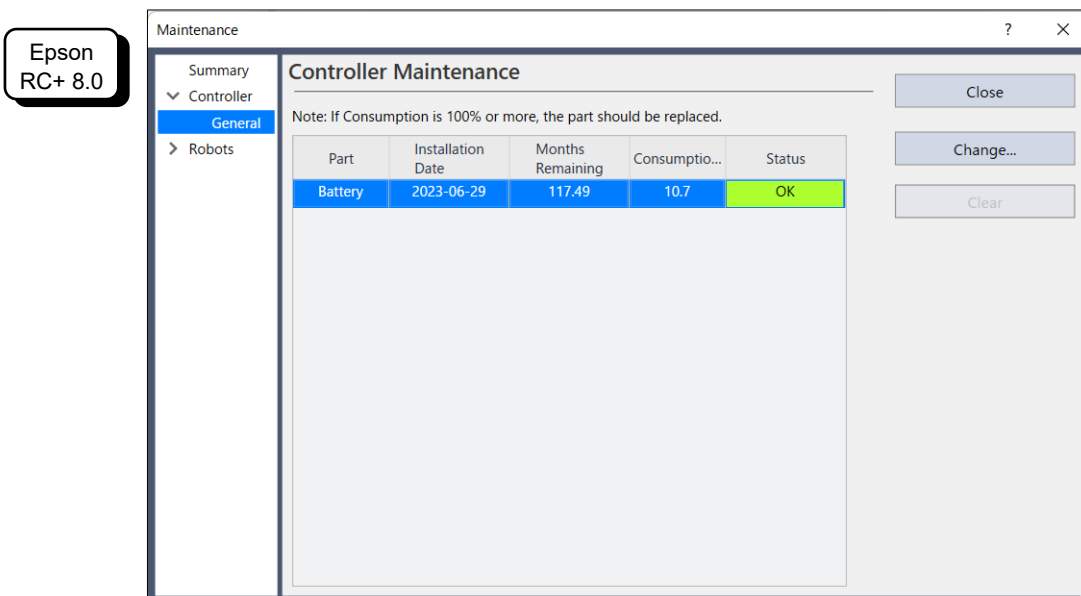 Epson
RC+ 8.0
Maintenance
?
Summary
Controller
General
Robots
Controller Maintenance
Note: If Consumption is 100% or more, the part should be replaced.
Part
Installation
Date
Months
Remaining
Consumptio...
Status
Battery 2023-06-29 117.49 10.7 OK
Close
Change...
Clear